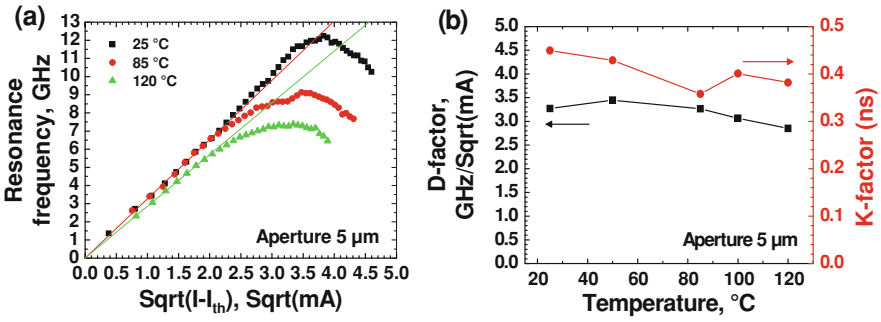 (a)
Resonance
frequency, GHz
13
12
11
10
9
8
7
6
5
4
3
2
1
0
25 °C
85 °C
120 °C
Aperture 5 µm
0.0 0.5 1.0 1.5 2.0 2.5 3.0 3.5 4.0 4.5 5.0
Sqrt(I-Ith), Sqrt(mA)
(b)
D-factor,
GHz/Sqrt(mA)
5.0
4.5
4.0
3.5
3.0
2.5
2.0
1.5
1.0
0.5
0.0
Aperture 5 µm
20 40 60 80 100 120
Temperature, °C
0.5
0.4
0.3
0.2
0.1
0.0
K-factor (ns)